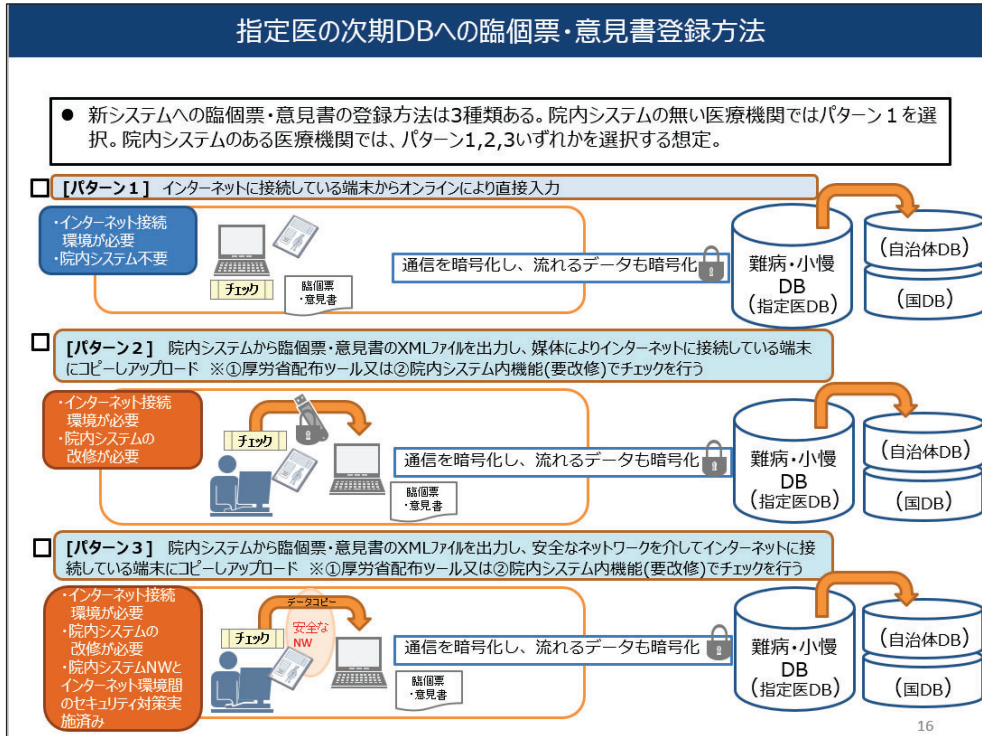 指定医の次期DBへの臨個票・意見書登録方法
● 新システムへの臨個票・意見書の登録方法は3種類ある。院内システムの無い医療機関ではパターン１を選
択。院内システムのある医療機関では、パターン1,2,3いずれかを選択する想定。
[パターン１] インターネットに接続している端末からオンラインにより直接入力
・インターネット接続
環境が必要
・院内システム不要
チェック
臨個票
・意見書
通信を暗号化し、流れるデータも暗号化
難病・小慢
DB
(指定医DB)
(自治体DB)
(国DB)
[パターン２] 院内システムから臨個票・意見書のXMLファイルを出力し、媒体によりインターネットに接続している端末
にコピーしアップロード ※①厚労省配布ツール又は②院内システム内機能(要改修)でチェックを行う
・インターネット接続
環境が必要
・院内システムの
改修が必要
チェック
臨個票
・意見書
通信を暗号化し、流れるデータも暗号化
難病・小慢
DB
(指定医DB)
(自治体DB)
(国DB)
[パターン３] 院内システムから臨個票・意見書のXMLファイルを出力し、安全なネットワークを介してインターネットに接
続している端末にコピーしアップロード ※①厚労省配布ツール又は②院内システム内機能(要改修)でチェックを行う
・インターネット接続
環境が必要
・院内システムの
改修が必要
・院内システムNWと
インターネット環境間
のセキュリティ対策実
施済み
データコピー
チェック
安全な
NW
臨個票
・意見書
通信を暗号化し、流れるデータも暗号化
難病・小慢
DB
(指定医DB)
(自治体DB)
(国DB)
16